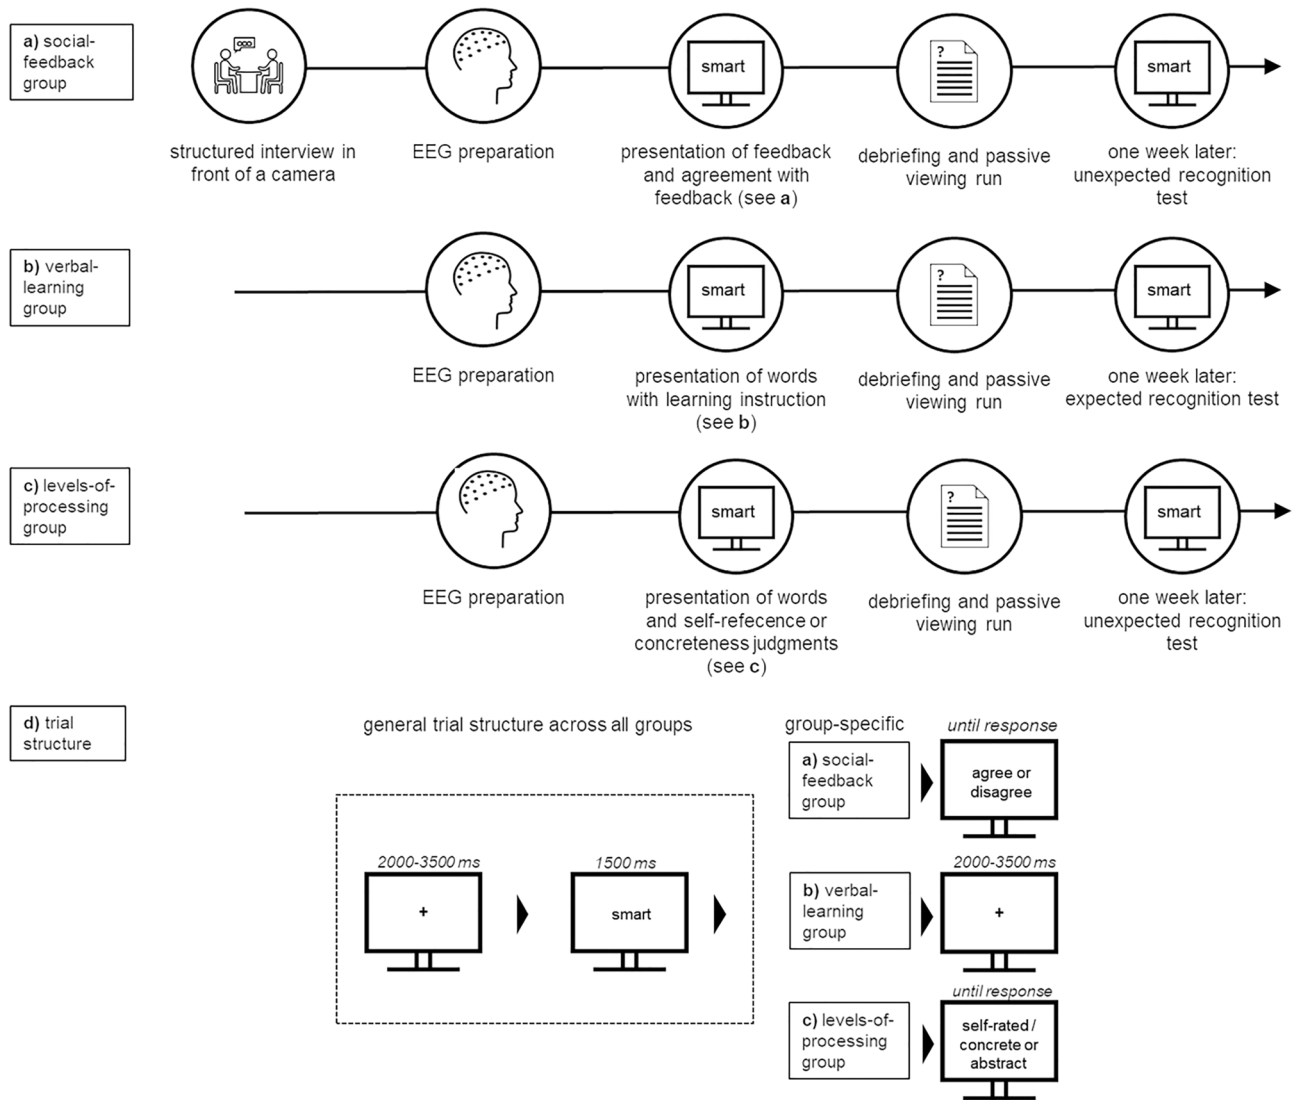 a) social-
feedback
group
smart
?
smart
structured interview in
front of a camera
EEG preparation
presentation of feedback
and agreement with
feedback (see a)
debriefing and passive
viewing run
one week later:
unexpected recognition
test
b) verbal-
learning
group
smart
?
smart
EEG preparation
presentation of words
with learning instruction
(see b)
debriefing and passive
viewing run
one week later:
expected recognition test
c) levels-of-
processing
group
smart
?
smart
EEG preparation
presentation of words
and self-refecence or
concreteness judgments
(see c)
debriefing and passive
viewing run
one week later:
unexpected recognition
test
d) trial
structure
general trial structure across all groups
2000-3500 ms
+
1500 ms
smart
group-specific
a) social-
feedback
group
until response
agree or
disagree
b) verbal-
learning
group
2000-3500 ms
+
c) levels-of-
processing
group
until response
self-rated /
concrete or
abstract